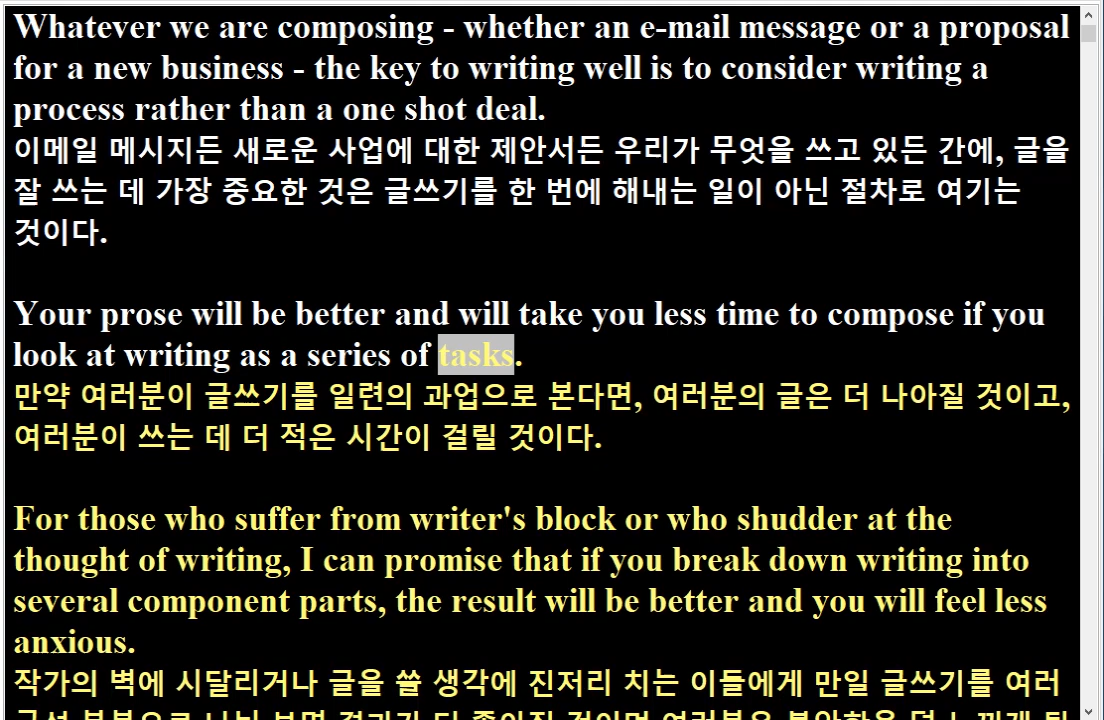 Whatever we are composing - whether an e-mail message or a proposal
for a new business - the key to writing well is to consider writing a
process rather than a one shot deal.
이메일 메시지든 새로운 사업에 대한 제안서든 우리가 무엇을 쓰고 있든 간에, 글을
잘 쓰는 데 가장 중요한 것은 글쓰기를 한 번에 해내는 일이 아닌 절차로 여기는
것이다.
Your prose will be better and will take you less time to compose if you
look at writing as a series of tasks.
만약 여러분이 글쓰기를 일련의 과업으로 본다면, 여러분의 글은 더 나아질 것이고,
여러분이 쓰는 데 더 적은 시간이 걸릴 것이다.
For those who suffer from writer's block or who shudder at the
thought of writing, I can promise that if you break down writing into
several component parts, the result will be better and you will feel less
anxious.
작가의 벽에 시달리거나 글을 쓸 생각에 진저리 치는 이들에게 만일 글쓰기를 여러